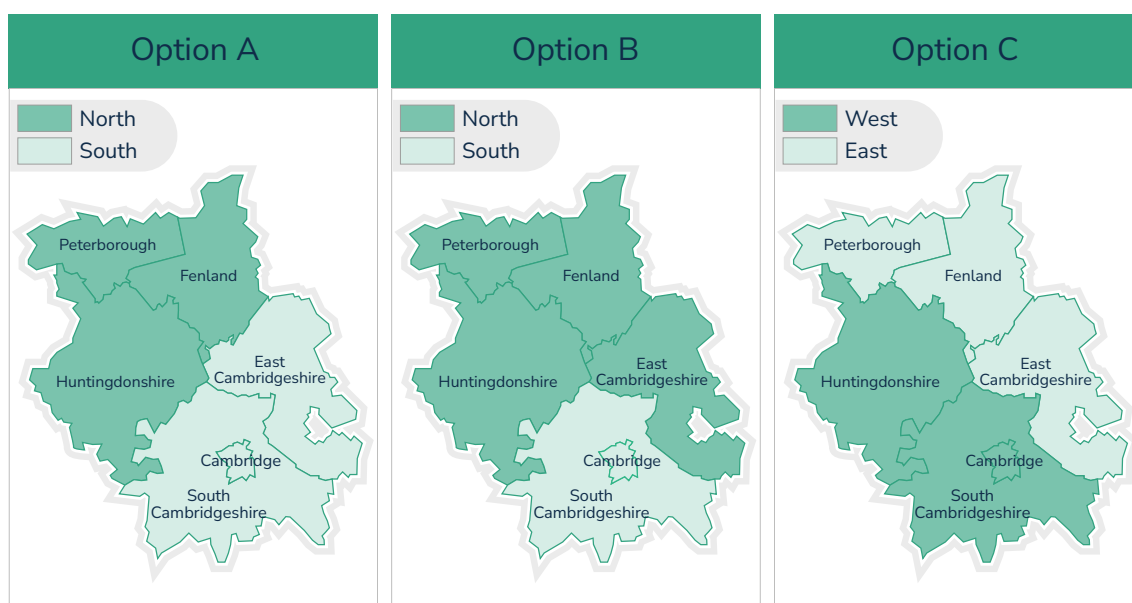 Option A
North
South
Peterborough
Fenland
East
Cambridgeshire
Huntingdonshire
Cambridge
South
Cambridgeshire
Option B
North
South
Peterborough
Fenland
East
Cambridgeshire
Huntingdonshire
Cambridge
South
Cambridgeshire
Option C
West
East
Peterborough
Fenland
East
Cambridgeshire
Huntingdonshire
Cambridge
South
Cambridgeshire